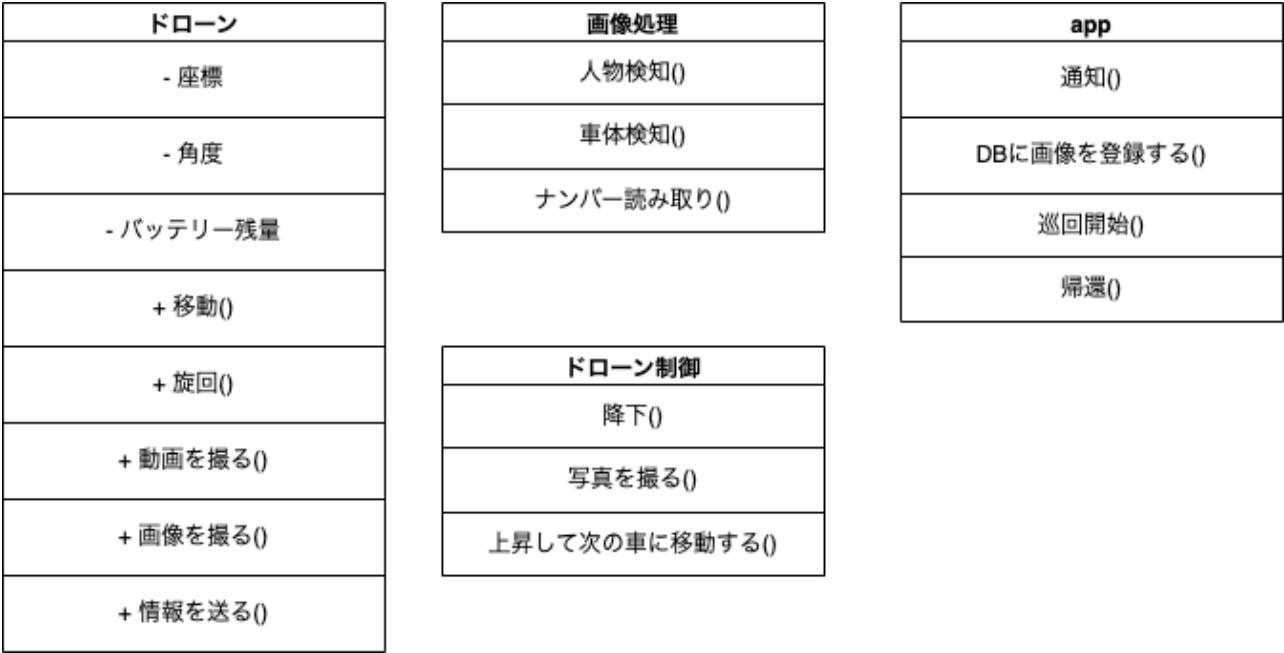 ドローン
- 座標
- 角度
- バッテリー残量
+ 移動()
+ 旋回()
+ 動画を撮る()
+ 画像を撮る()
+ 情報を送る()
画像処理
人物検知()
車体検知()
ナンバー読み取り()
ドローン制御
降下()
写真を撮る()
上昇して次の車に移動する()
app
通知()
DBに画像を登録する()
巡回開始()
帰還()